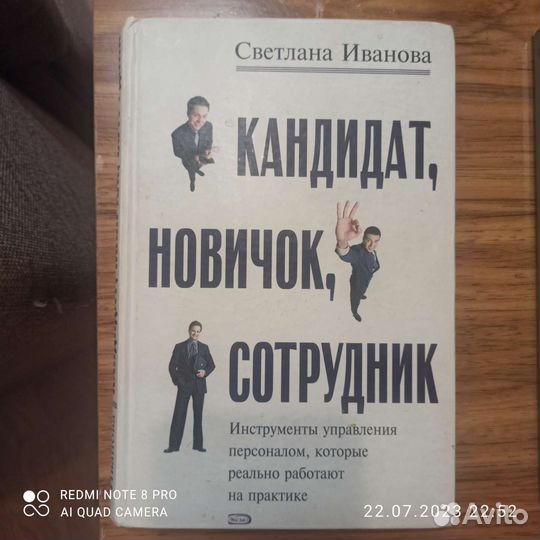 Светлана Иванова
КАНДИДАТ,
НОВИЧОК,
СОТРУДНИК
Инструменты управления
персоналом, которые
реально работают
на практике
REDMI NOTE 8 PRO
AI QUAD CAMERA
22.07.2023 22:52
Avito